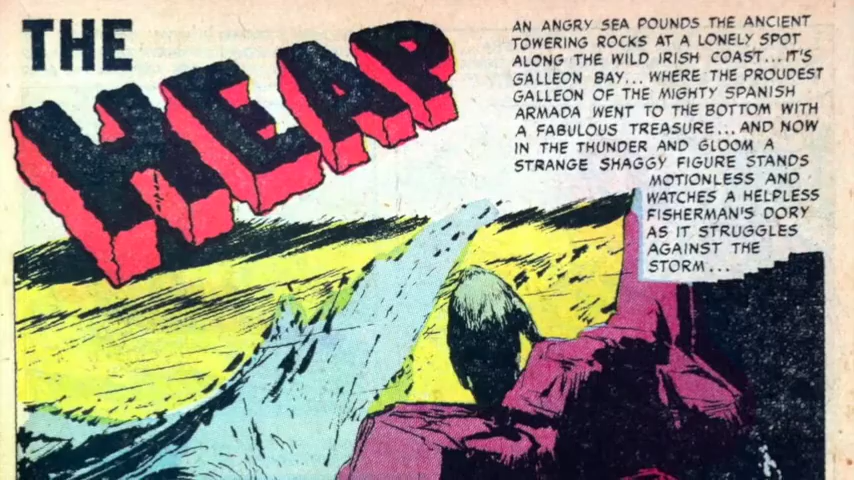 THE
HEAP
AN ANGRY SEA POUNDS THE ANCIENT
TOWERING ROCKS AT A LONELY SPOT
ALONG THE WILD IRISH COAST...IT'S
GALLEON BAY...WHERE THE PROUDEST
GALLEON OF THE MIGHTY SPANISH
ARMADA WENT TO THE BOTTOM WITH
A FABULOUS TREASURE...AND NOW
IN THE THUNDER AND GLOOM A
STRANGE SHAGGY FIGURE STANDS
MOTIONLESS AND
WATCHES A HELPLESS
FISHERMAN'S DORY
AS IT STRUGGLES
AGAINST THE
STORM...